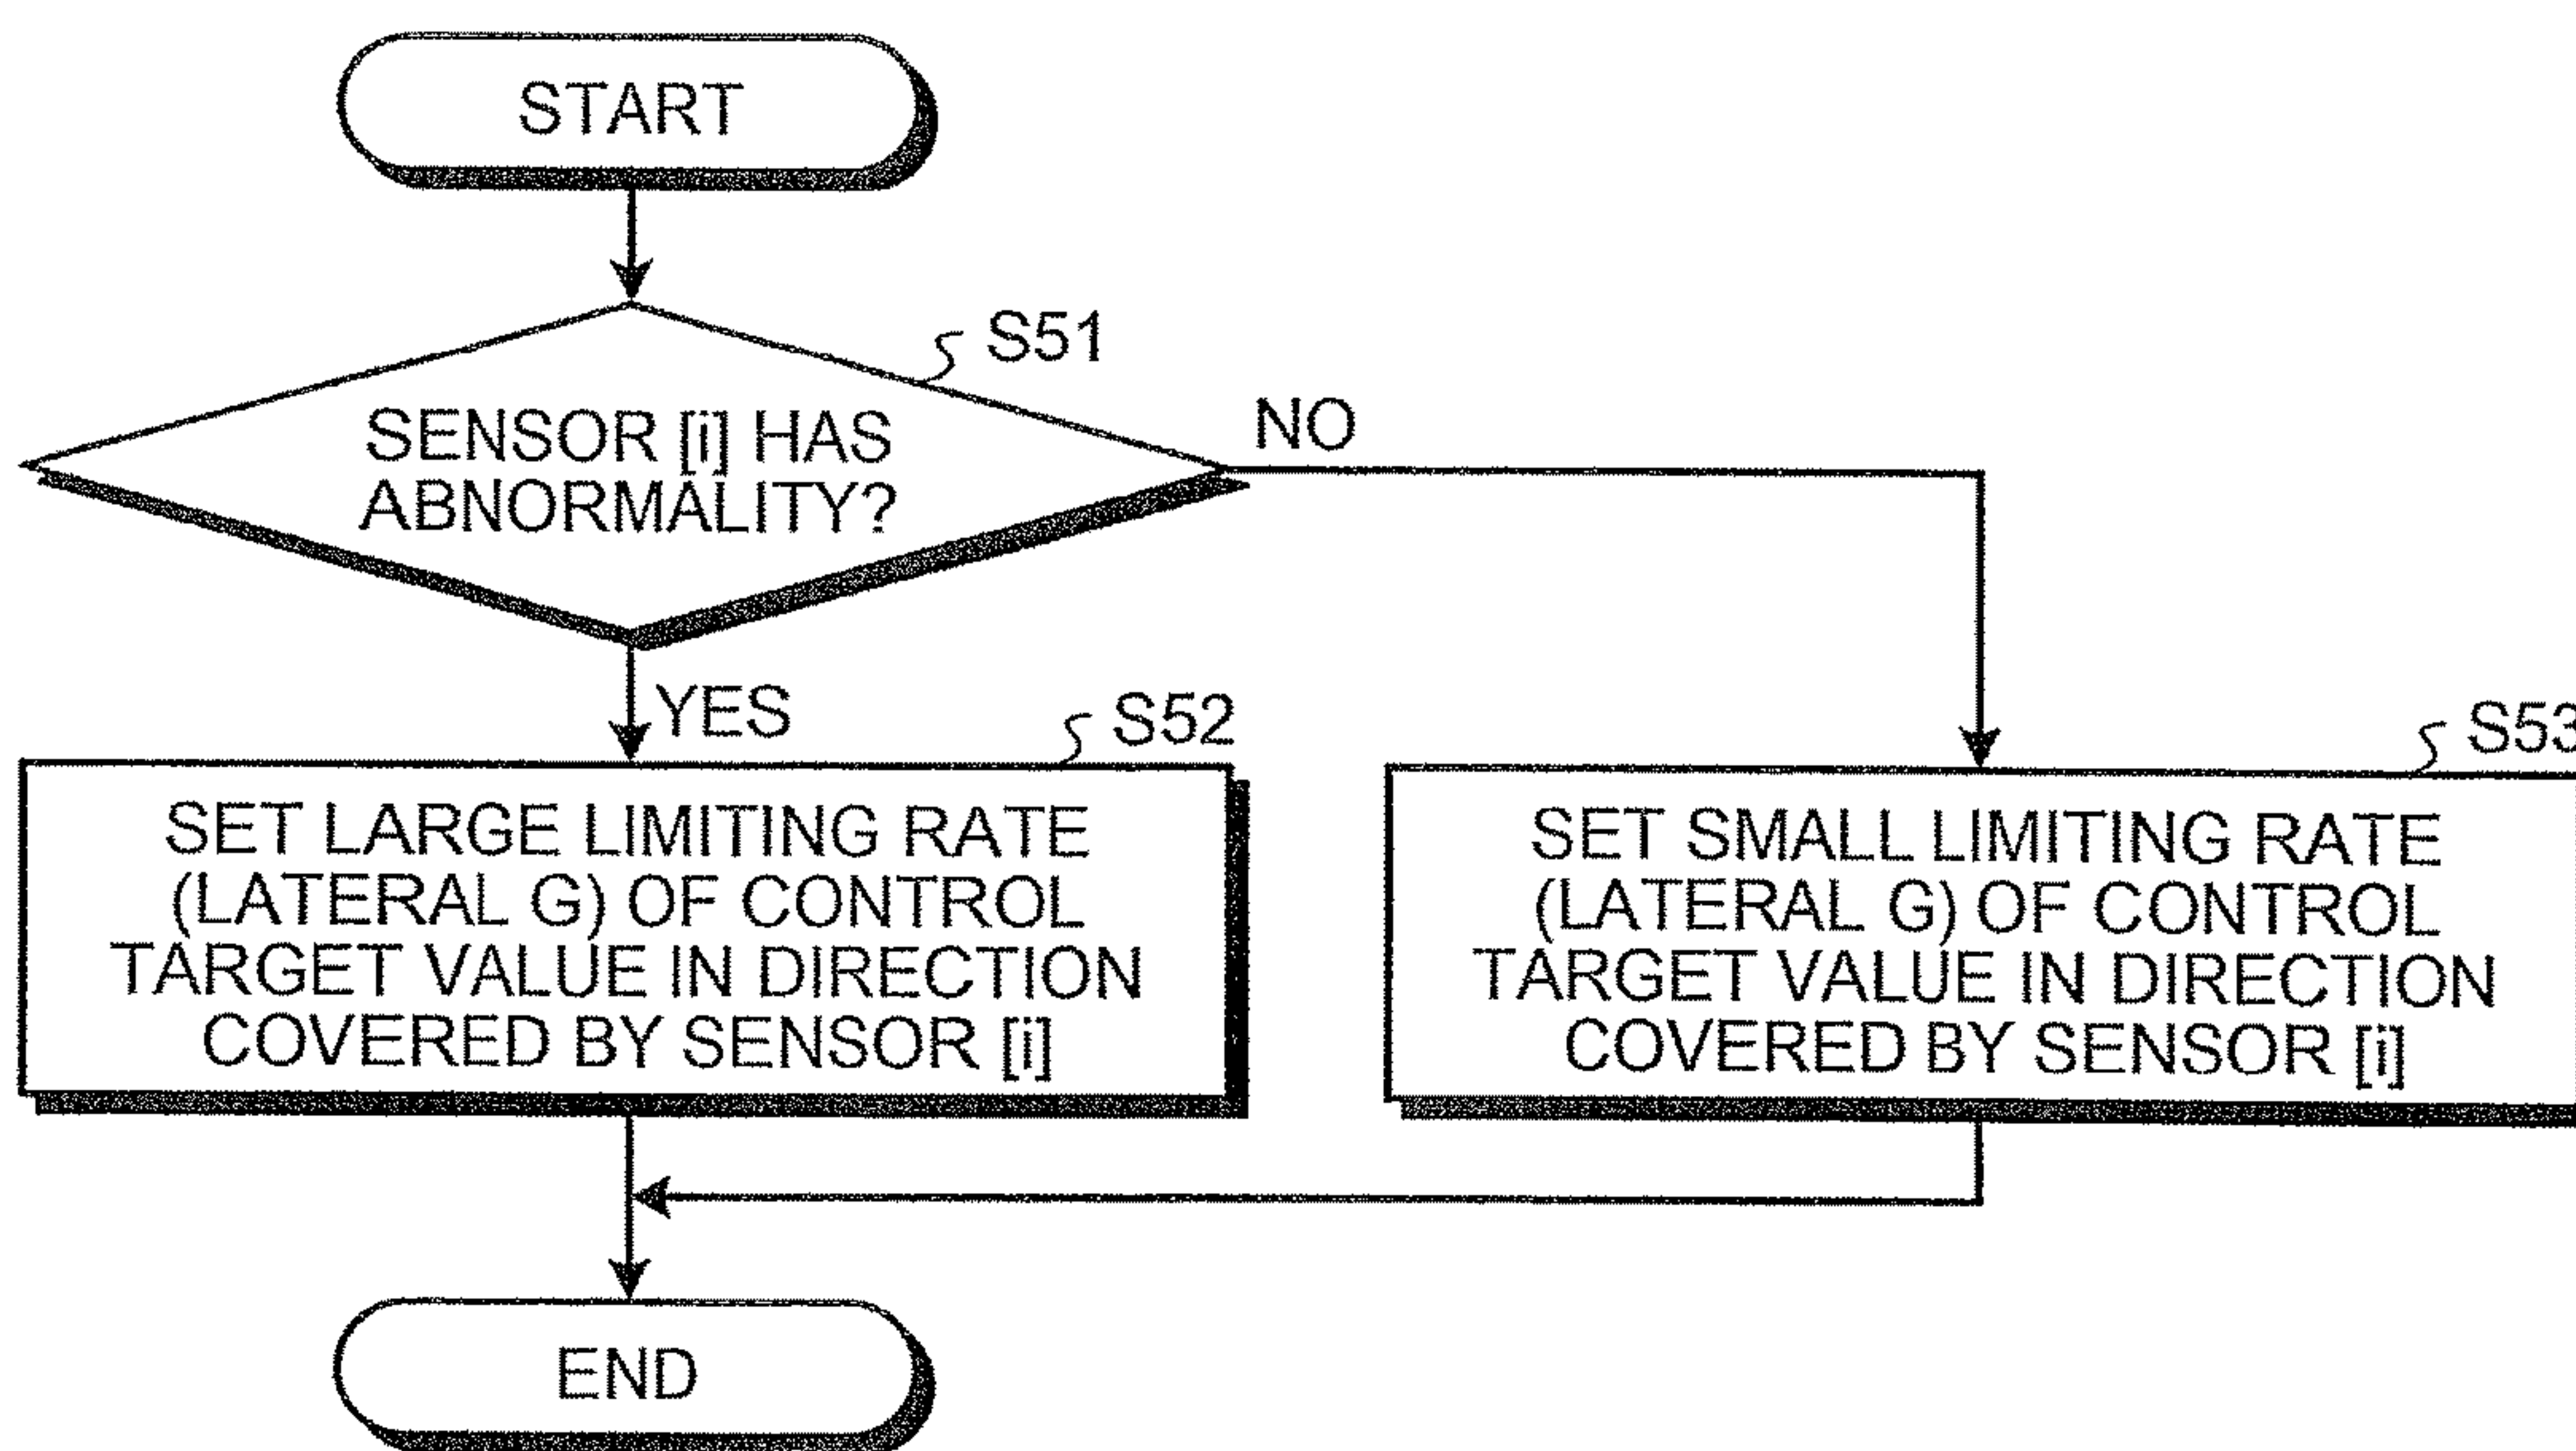 START
S51
SENSOR [i] HAS
ABNORMALITY?
NO
YES
S52
SET LARGE LIMITING RATE
(LATERAL G) OF CONTROL
TARGET VALUE IN DIRECTION
COVERED BY SENSOR [i]
S53
SET SMALL LIMITING RATE
(LATERAL G) OF CONTROL
TARGET VALUE IN DIRECTION
COVERED BY SENSOR [i]
END